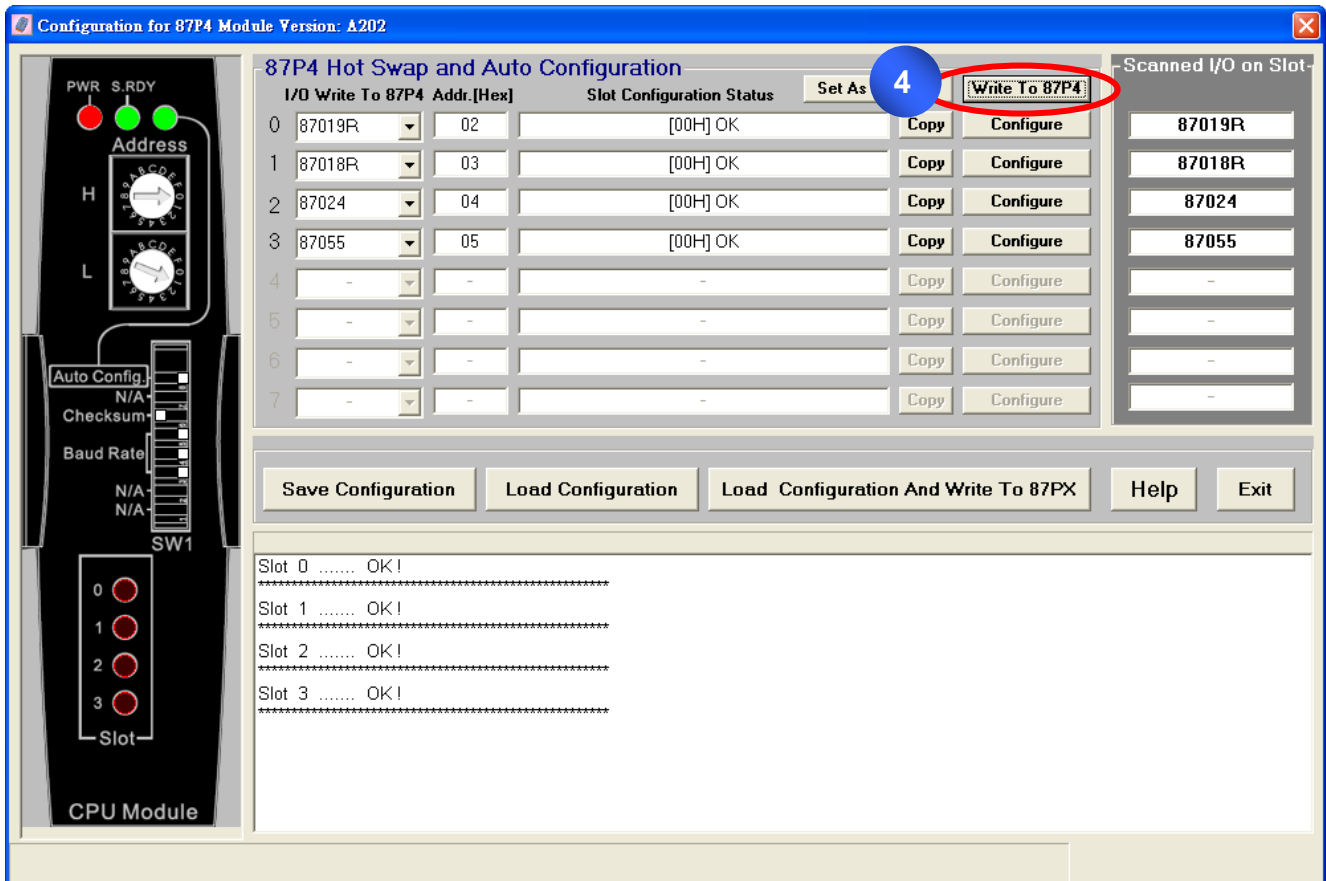 Configuration for 87P4 Module Version: A202
PWR S.RDY
Address
H
L
Auto Config.
N/A
Checksum
Baud Rate
N/A
N/A
SW1
0
1
2
3
Slot
CPU Module
87P4 Hot Swap and Auto Configuration
I/O Write To 87P4 Addr.[Hex] Slot Configuration Status Set As 4 Write To 87P4
0 87019R 02 [00H] OK Copy Configure
1 87018R 03 [00H] OK Copy Configure
2 87024 04 [00H] OK Copy Configure
3 87055 05 [00H] OK Copy Configure
4 - - - Copy Configure
5 - - - Copy Configure
6 - - - Copy Configure
7 - - - Copy Configure
Scanned I/O on Slot
87019R
87018R
87024
87055
-
-
-
-
Save Configuration Load Configuration Load Configuration And Write To 87PX Help Exit
Slot 0 ....... OK!
Slot 1 ....... OK!
Slot 2 ....... OK!
Slot 3 ....... OK!